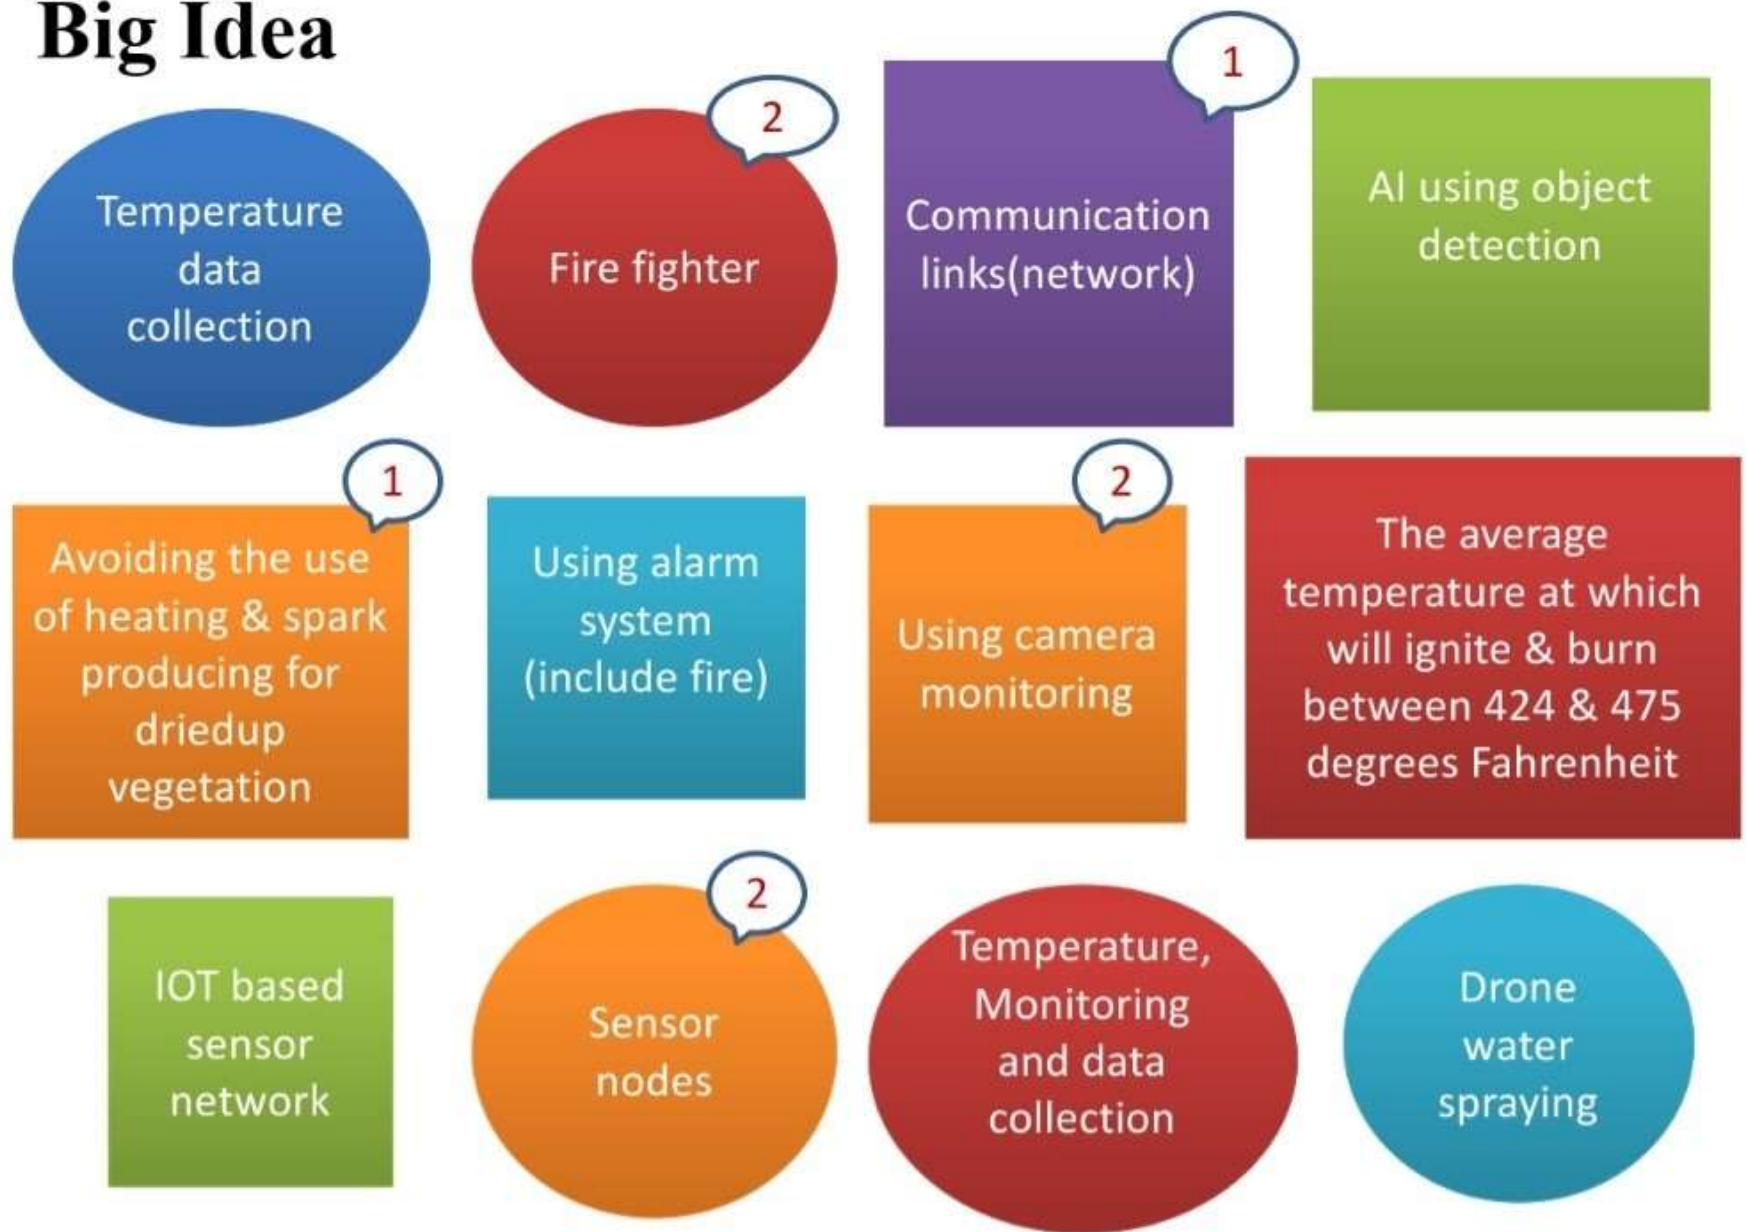 Big Idea
Temperature
data
collection
2
Fire fighter
1
Communication
links(network)
AI using object
detection
1
Avoiding the use
of heating & spark
producing for
driedup
vegetation
Using alarm
system
(include fire)
2
Using camera
monitoring
The average
temperature at which
will ignite & burn
between 424 & 475
degrees Fahrenheit
IOT based
sensor
network
2
Sensor
nodes
Temperature,
Monitoring
and data
collection
Drone
water
spraying